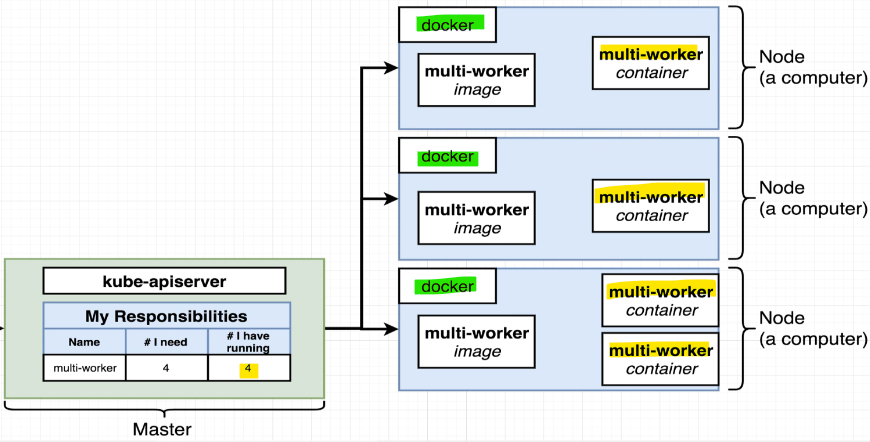 docker
multi-worker
image
multi-worker
container
Node
(a computer)
docker
multi-worker
image
multi-worker
container
Node
(a computer)
docker
multi-worker
image
multi-worker
container
multi-worker
container
Node
(a computer)
kube-apiserver
My Responsibilities
Name # I need # I have
running
multi-worker 4 4
Master